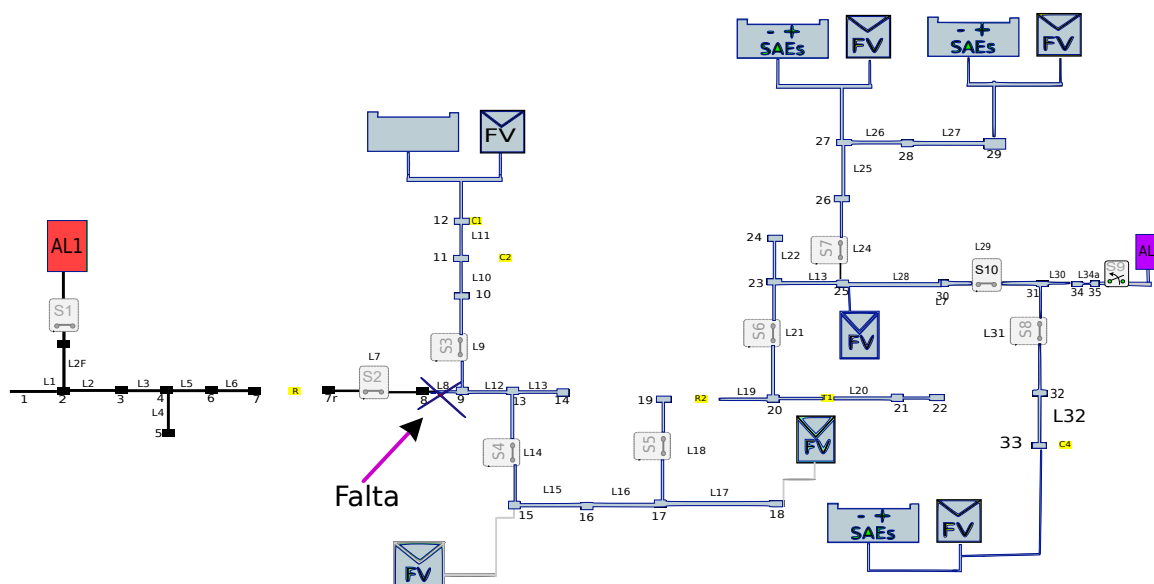 - +
SAEs
FV
- +
SAEs
FV
FV
27
L26
L27
28
29
L25
26
12
C1
L11
11
C2
L10
10
24
S7
L24
L22
L29
AL1
AL
23
L13
25
L28
30
L7
S10
31
L30
L34a
34
35
S9
S1
S3
L9
S6
L21
FV
L31
S8
L2F
L7
S2
L1
L2
L3
L5
L6
1
2
3
4
6
7
L4
5
R
7r
8
L8
9
L12
13
L13
14
19
R2
L19
20
T1
L20
21
22
32
L32
33
C4
Falta
S4
L14
S5
L18
FV
L15
L16
L17
15
16
17
18
- +
SAEs
FV
FV